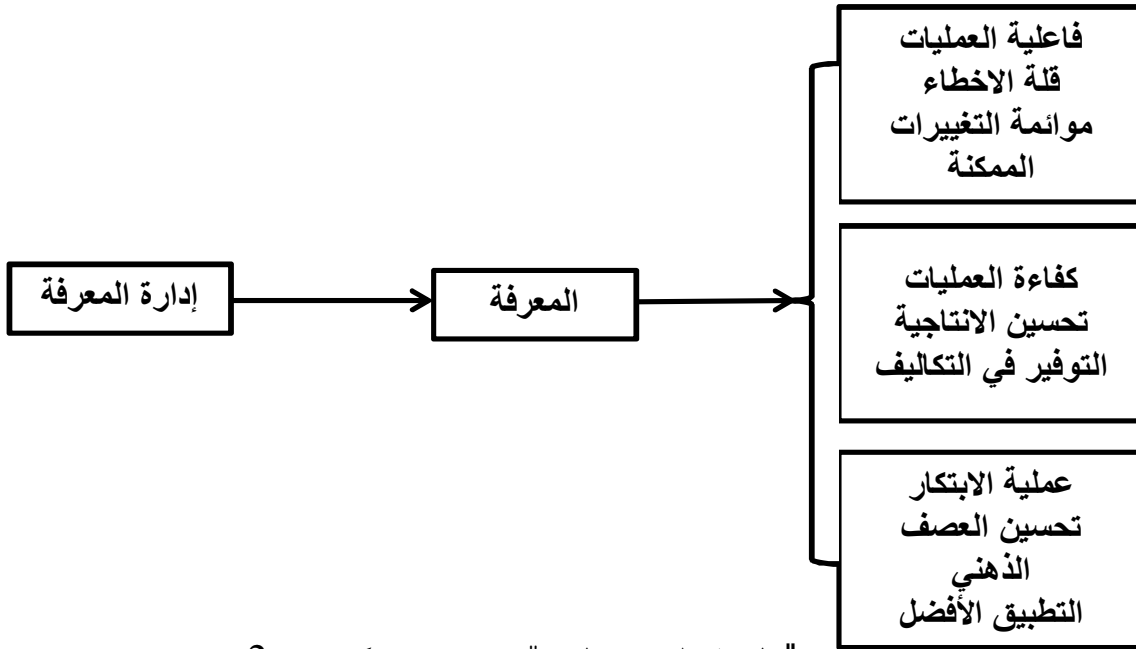 فاعلية العمليات
قلة الاخطاء
موائمة التغييرات
الممكنة
إدارة المعرفة
المعرفة
كفاءة العمليات
تحسين الانتاجية
التوفير في التكاليف
عملية الابتكار
تحسين العصف
الذهني
التطبيق الأفضل